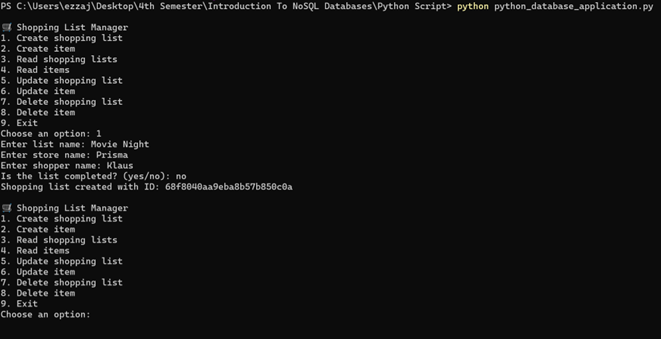 PS C:\Users\ezzaj\Desktop\4th Semester\Introduction To NoSQL Databases\Python Script> python python_database_application.py
🛒 Shopping List Manager
1. Create shopping list
2. Create item
3. Read shopping lists
4. Read items
5. Update shopping list
6. Update item
7. Delete shopping list
8. Delete item
9. Exit
Choose an option: 1
Enter list name: Movie Night
Enter store name: Prisma
Enter shopper name: Klaus
Is the list completed? (yes/no): no
Shopping list created with ID: 68f8040aa9eba8b57b850c0a
🛒 Shopping List Manager
1. Create shopping list
2. Create item
3. Read shopping lists
4. Read items
5. Update shopping list
6. Update item
7. Delete shopping list
8. Delete item
9. Exit
Choose an option: